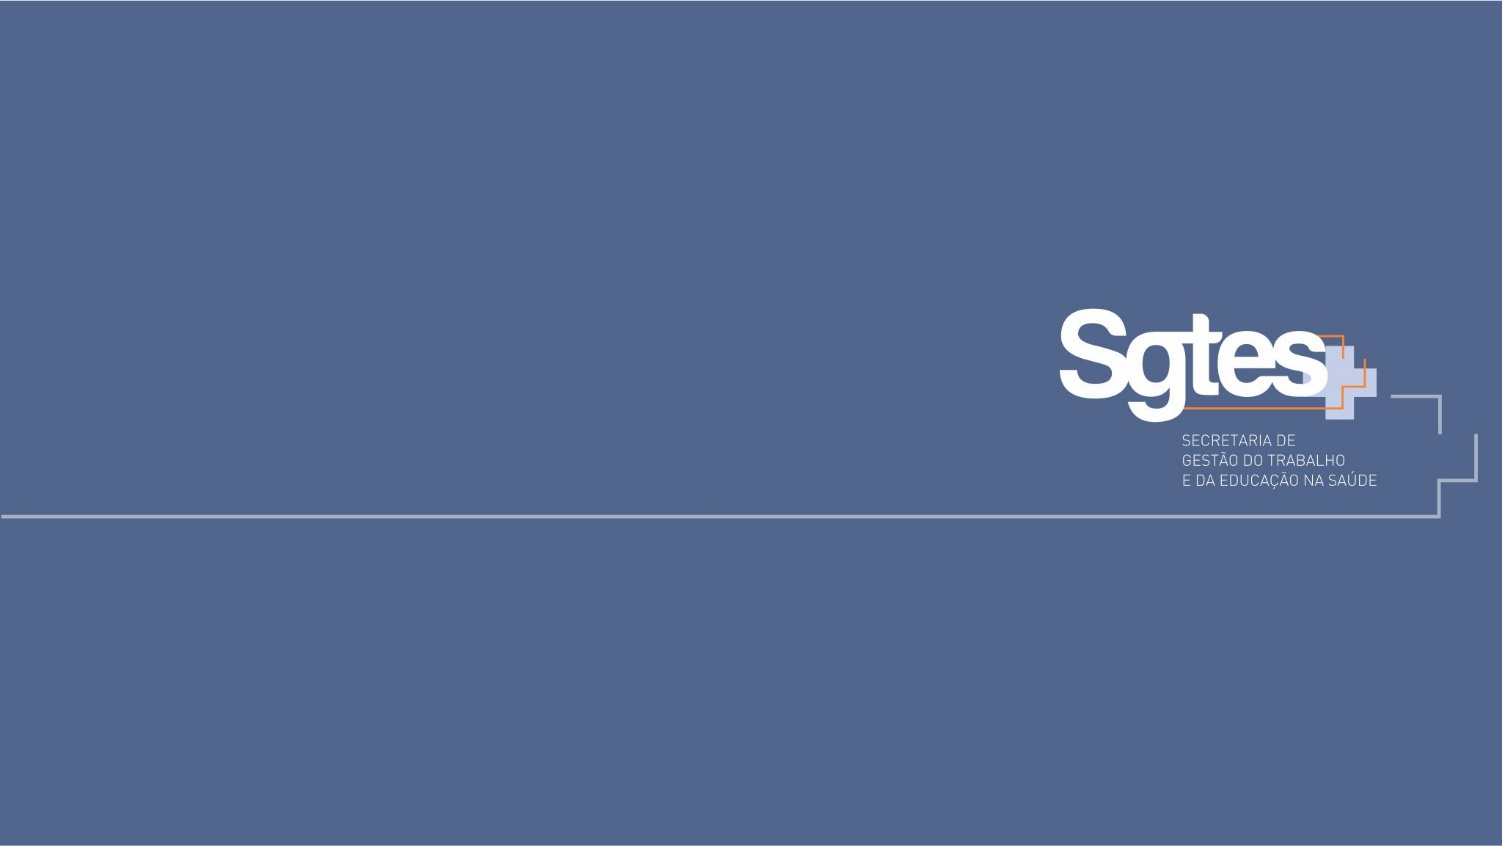 Sgtes
SECRETARIA DE
GESTÃO DO TRABALHO
E DA EDUCAÇÃO NA SAÚDE